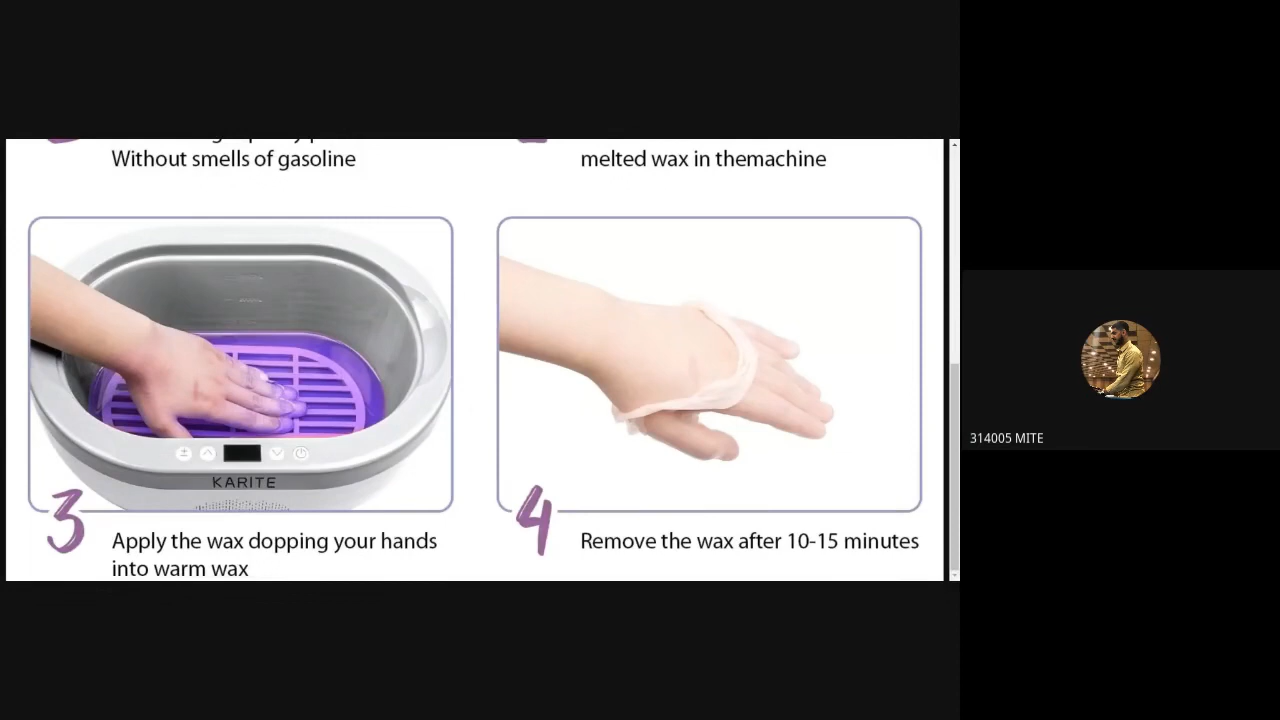 Without smells of gasoline
melted wax in themachine
KARITE
3
Apply the wax dopping your hands
into warm wax
4
Remove the wax after 10-15 minutes
314005 MITE